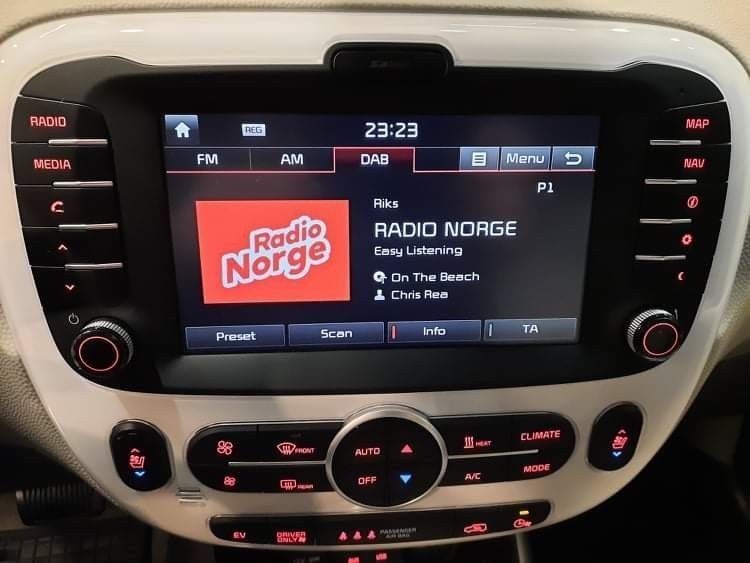 RADIO
MEDIA
MAP
NAV
REG
23:23
FM
AM
DAB
Menu
P1
Riks
RADIO NORGE
Easy Listening
On The Beach
Chris Rea
Radio
Norge
Preset
Scan
Info
TA
FRONT
REAR
AUTO
OFF
HEAT
A/C
CLIMATE
MODE
EV
DRIVER
ONLY
PASSENGER
AIR BAG
AUX
USB